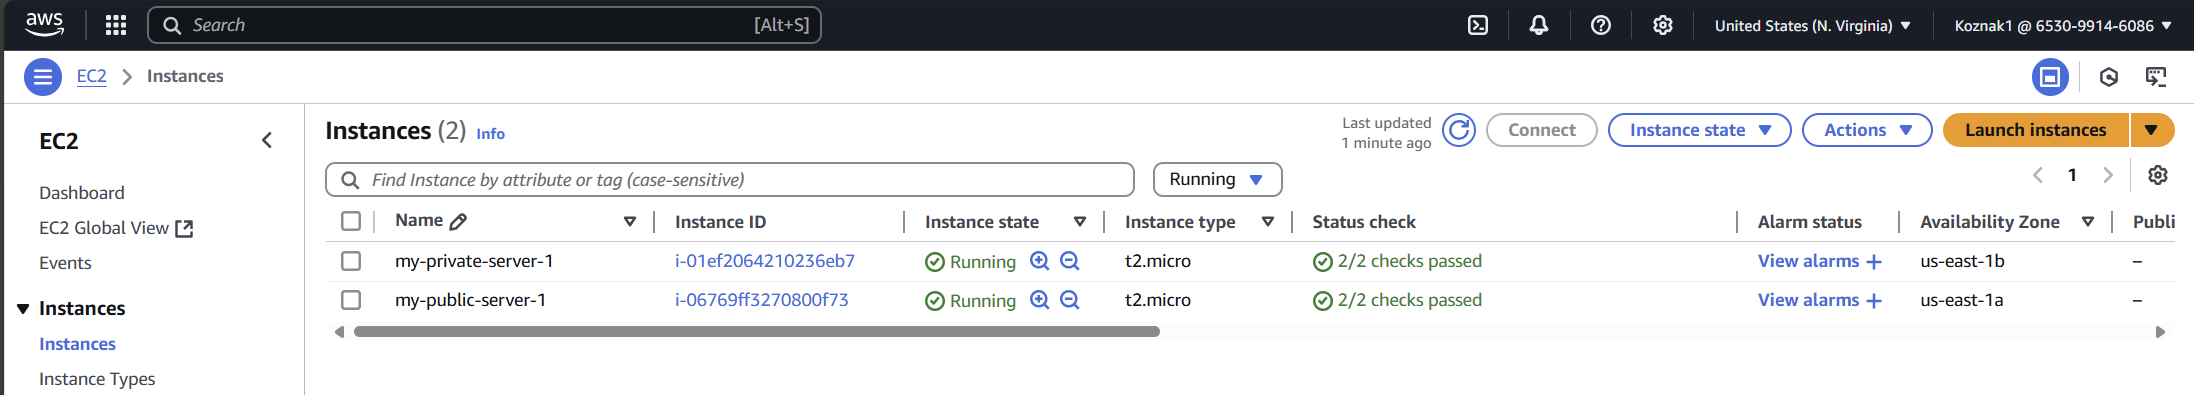 aws Search [Alt+S] United States (N. Virginia) Koznak1 @ 6530-9914-6086
EC2 Instances
EC2
Dashboard
EC2 Global View
Events
Instances
Instances
Instance Types
Instances (2) Info
Last updated
1 minute ago
Connect Instance state Actions Launch instances
Find Instance by attribute or tag (case-sensitive) Running 1
Name Instance ID Instance state Instance type Status check Alarm status Availability Zone Publi
my-private-server-1 i-01ef2064210236eb7 Running t2.micro 2/2 checks passed View alarms + us-east-1b –
my-public-server-1 i-06769ff3270800f73 Running t2.micro 2/2 checks passed View alarms + us-east-1a –